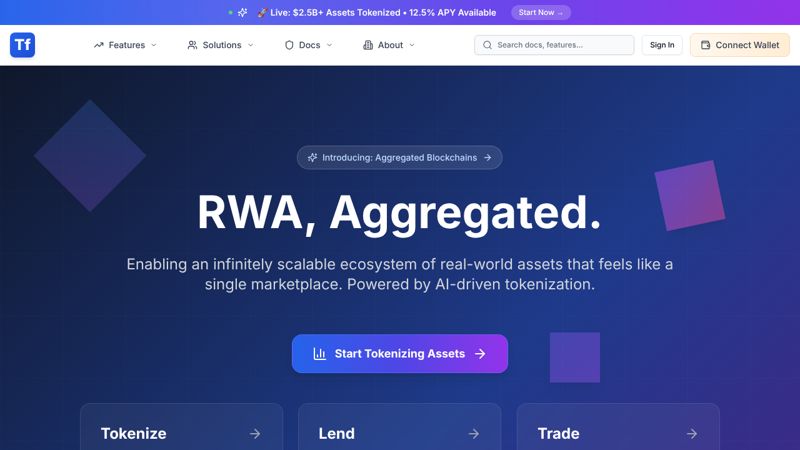 🚀 Live: $2.5B+ Assets Tokenized • 12.5% APY Available Start Now →
Tf Features Solutions Docs About Search docs, features... Sign In Connect Wallet
Introducing: Aggregated Blockchains →
RWA, Aggregated.
Enabling an infinitely scalable ecosystem of real-world assets that feels like a
single marketplace. Powered by AI-driven tokenization.
Start Tokenizing Assets →
Tokenize → Lend → Trade →